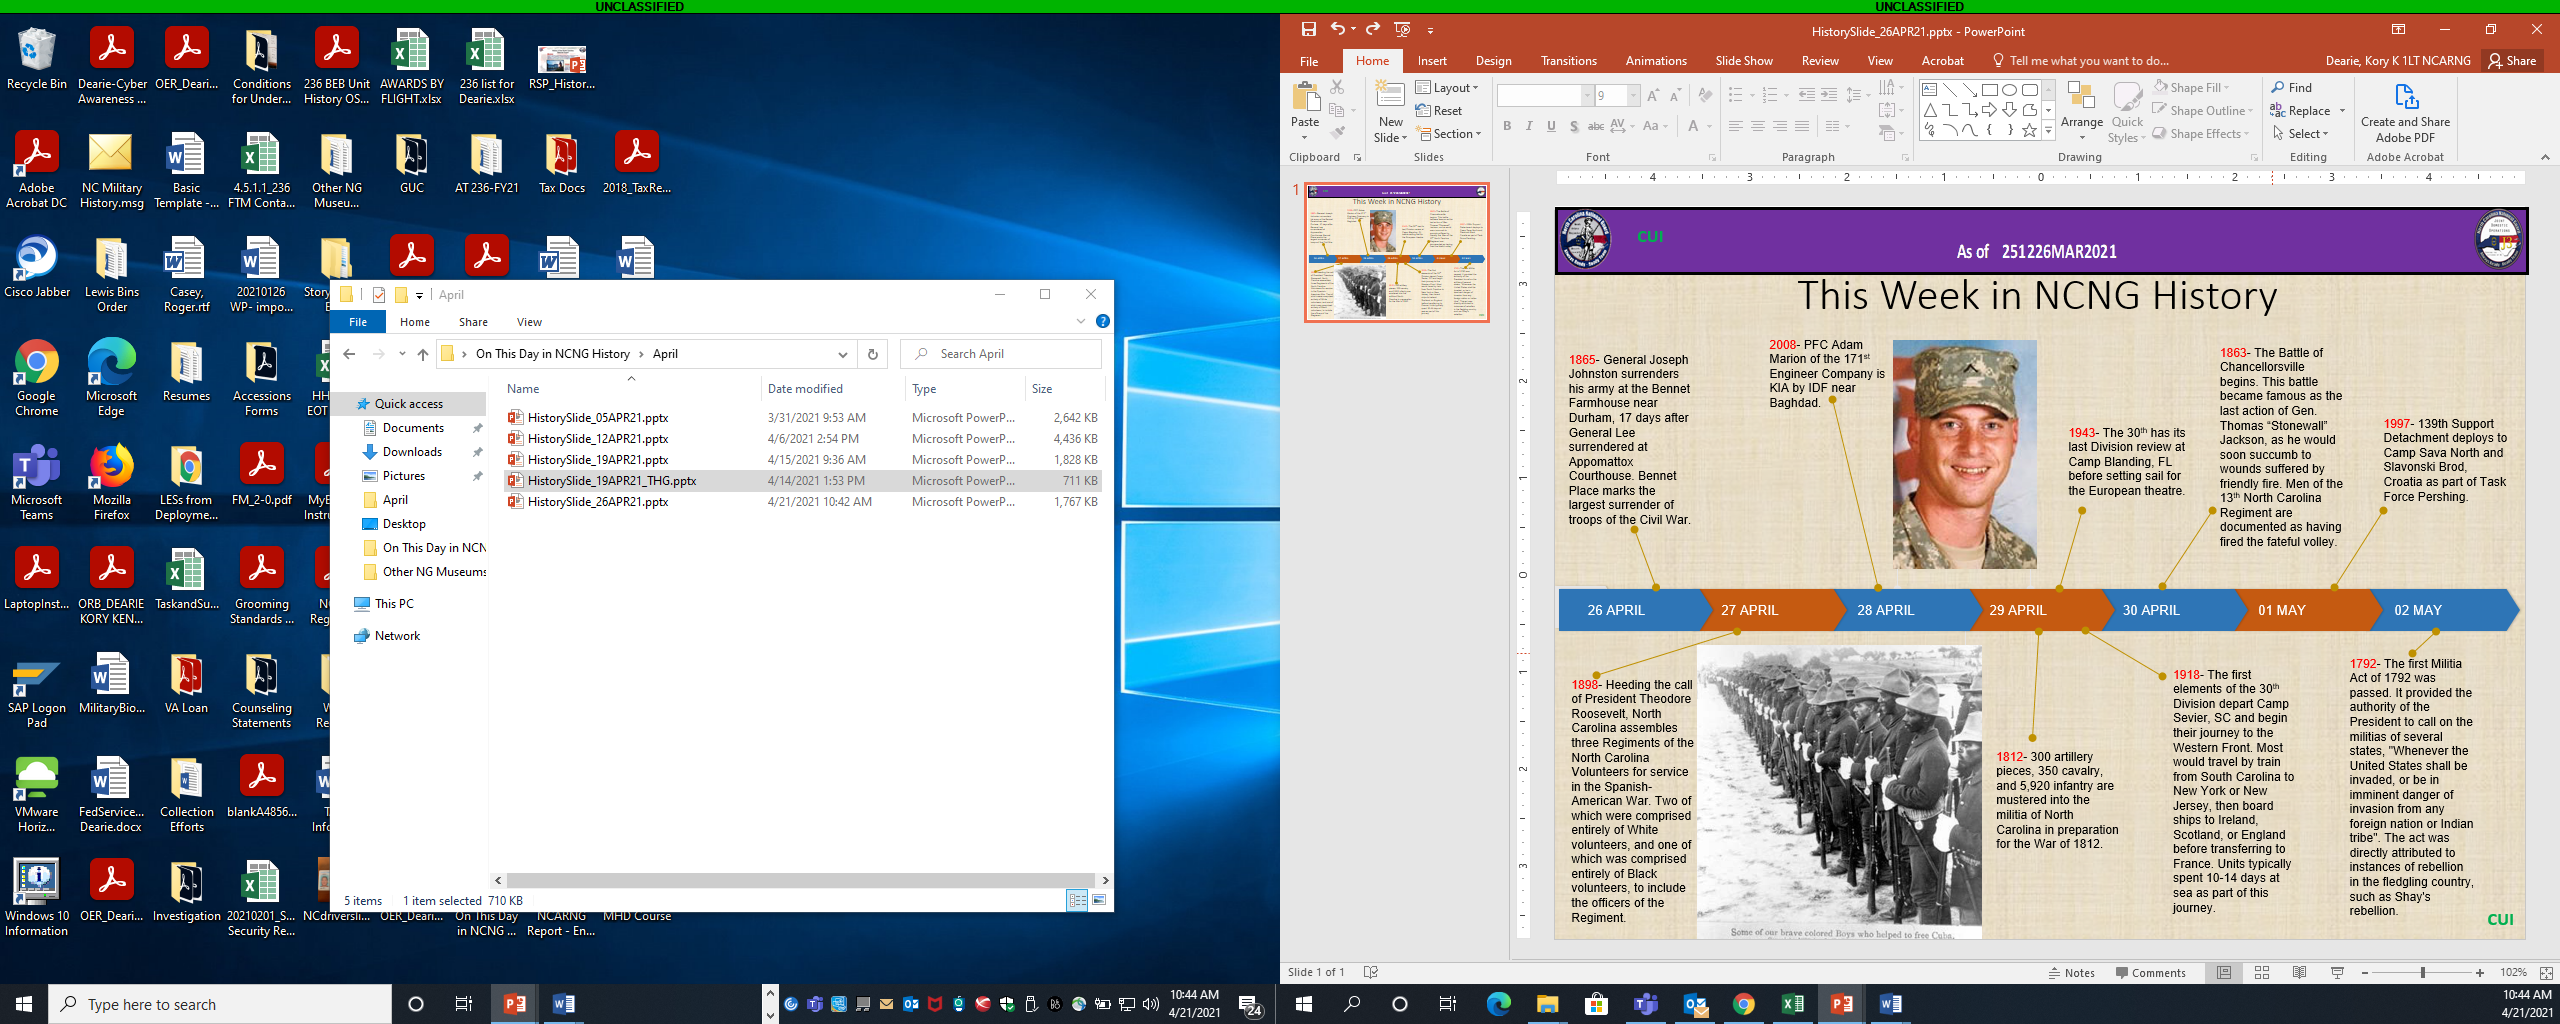 UNCLASSIFIED
UNCLASSIFIED
Recycle Bin
Dearie-Cyber
Awareness ...
OER_Deari...
Conditions
for Under...
236 BEB Unit
History OS...
AWARDS BY
FLIGHT.xlsx
236 list for
Dearie.xlsx
RSP_Histor...
Adobe
Acrobat DC
NC Military
History.msg
Basic
Template -...
4.5.1.1_236
FTM Conta...
Other NG
Museu...
GUC
AT 236-FY21
Tax Docs
2018_TaxRe...
Cisco Jabber
Lewis Bins
Order
Casey,
Roger.rtf
20210126
WP- impo...
Google
Chrome
Microsoft
Edge
Resumes
Accessions
Forms
Microsoft
Teams
Mozilla
Firefox
LESs from
Deployme...
FM_2-0.pdf
LaptopInst...
ORB_DEARIE
KORY KEN...
TaskandSu...
Grooming
Standards ...
SAP Logon
Pad
MilitaryBio...
VA Loan
Counseling
Statements
VMware
Horiz...
FedService...
Dearie.docx
Collection
Efforts
blankA4856...
Windows 10
Information
OER_Deari...
Investigation
20210201_S...
Security Re...
NCdriversli...
OER_Deari...
On This Day
in NCNG ...
NCARNG
Report - En...
MHD Course
April
File Home Share View
On This Day in NCNG History > April
Search April
Name Date modified Type Size
HistorySlide_05APR21.pptx 3/31/2021 9:53 AM Microsoft PowerP... 2,642 KB
HistorySlide_12APR21.pptx 4/6/2021 2:54 PM Microsoft PowerP... 4,436 KB
HistorySlide_19APR21.pptx 4/15/2021 9:36 AM Microsoft PowerP... 1,828 KB
HistorySlide_19APR21_THG.pptx 4/14/2021 1:53 PM Microsoft PowerP... 711 KB
HistorySlide_26APR21.pptx 4/21/2021 10:42 AM Microsoft PowerP... 1,767 KB
Quick access
Documents
Downloads
Pictures
April
Desktop
On This Day in NCN
Other NG Museums
This PC
Network
5 items 1 item selected 710 KB
Type here to search
10:44 AM
4/21/2021
24
HistorySlide_26APR21.pptx - PowerPoint
File Home Insert Design Transitions Animations Slide Show Review View Acrobat Tell me what you want to do...
Dearie, Kory K 1LT NCARNG Share
Paste
Clipboard
New
Slide
Layout
Reset
Section
Slides
9
Font
Paragraph
Arrange
Quick
Styles
Shape Fill
Shape Outline
Shape Effects
Drawing
Find
Replace
Select
Editing
Create and Share
Adobe PDF
Adobe Acrobat
1
This Week in NCNG History
CUI
As of 251226MAR2021
This Week in NCNG History
1865- General Joseph
Johnston surrenders
his army at the Bennet
Farmhouse near
Durham, 17 days after
General Lee
surrendered at
Appomattox
Courthouse. Bennet
Place marks the
largest surrender of
troops of the Civil War.
2008- PFC Adam
Marion of the 171st
Engineer Company is
KIA by IDF near
Baghdad.
1943- The 30th has its
last Division review at
Camp Blanding, FL
before setting sail for
the European theatre.
1863- The Battle of
Chancellorsville
begins. This battle
became famous as the
last action of Gen.
Thomas “Stonewall”
Jackson, as he would
soon succumb to
wounds suffered by
friendly fire. Men of the
13th North Carolina
Regiment are
documented as having
fired the fateful volley.
1997- 139th Support
Detachment deploys to
Camp Sava North and
Slavonski Brod,
Croatia as part of Task
Force Pershing.
26 APRIL 27 APRIL 28 APRIL 29 APRIL 30 APRIL 01 MAY 02 MAY
1898- Heeding the call
of President Theodore
Roosevelt, North
Carolina assembles
three Regiments of the
North Carolina
Volunteers for service
in the Spanish-
American War. Two of
which were comprised
entirely of White
volunteers, and one of
which was comprised
entirely of Black
volunteers, to include
the officers of the
Regiment.
Some of our brave colored Boys who helped to free Cuba.
1812- 300 artillery
pieces, 350 cavalry,
and 5,920 infantry are
mustered into the
militia of North
Carolina in preparation
for the War of 1812.
1918- The first
elements of the 30th
Division depart Camp
Sevier, SC and begin
their journey to the
Western Front. Most
would travel by train
from South Carolina to
New York or New
Jersey, then board
ships to Ireland,
Scotland, or England
before transferring to
France. Units typically
spent 10-14 days at
sea as part of this
journey.
1792- The first Militia
Act of 1792 was
passed. It provided the
authority of the
President to call on the
militias of several
states, "Whenever the
United States shall be
invaded, or be in
imminent danger of
invasion from any
foreign nation or Indian
tribe". The act was
directly attributed to
instances of rebellion
in the fledgling country,
such as Shay's
rebellion.
CUI
Slide 1 of 1
Notes Comments 102%
10:44 AM
4/21/2021